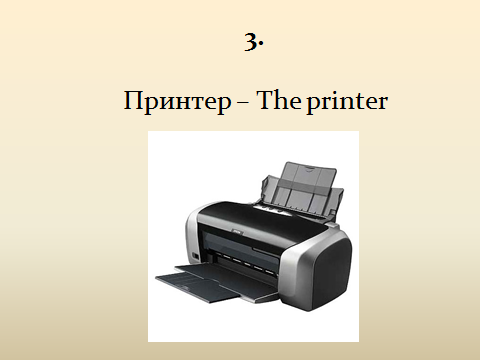 3.
Принтер – The printer